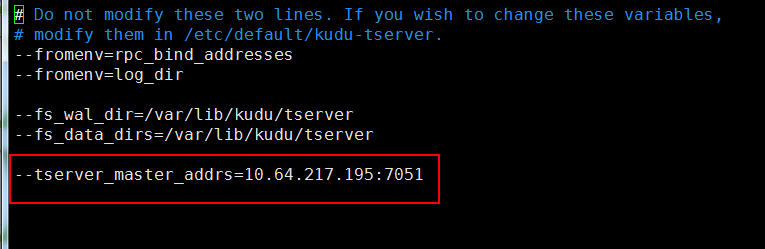 # Do not modify these two lines. If you wish to change these variables,
# modify them in /etc/default/kudu-tserver.
--fromenv=rpc_bind_addresses
--fromenv=log_dir
--fs_wal_dir=/var/lib/kudu/tserver
--fs_data_dirs=/var/lib/kudu/tserver
--tserver_master_addrs=10.64.217.195:7051